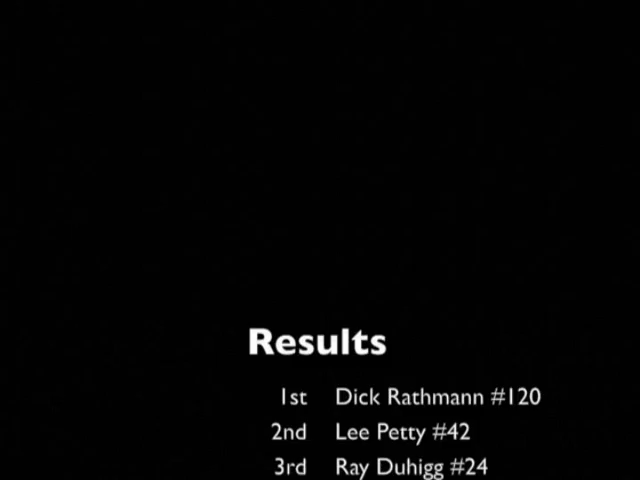 Results
1st Dick Rathmann #120
2nd Lee Petty #42
3rd Ray Duhigg #24